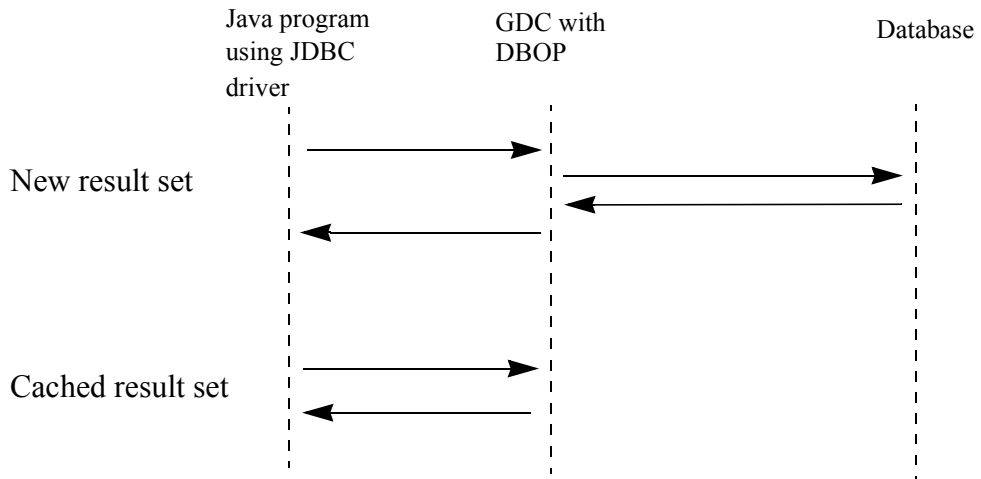 Java program
using JDBC
driver
GDC with
DBOP
Database
New result set
Cached result set